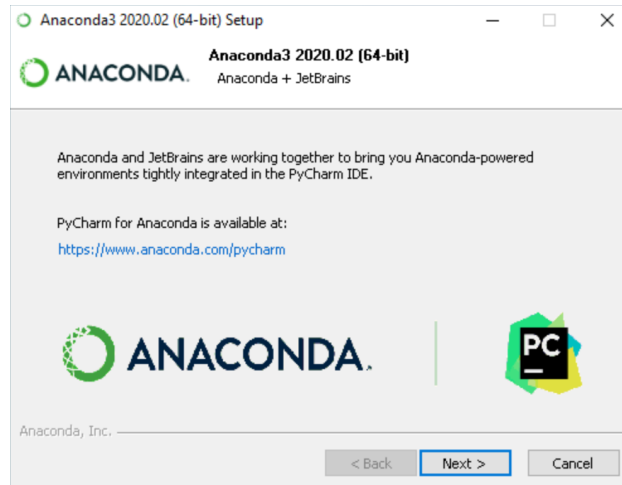 Anaconda3 2020.02 (64-bit) Setup
ANACONDA.
Anaconda3 2020.02 (64-bit)
Anaconda + JetBrains
Anaconda and JetBrains are working together to bring you Anaconda-powered
environments tightly integrated in the PyCharm IDE.
PyCharm for Anaconda is available at:
https://www.anaconda.com/pycharm
ANACONDA.
PC
Anaconda, Inc.
< Back
Next >
Cancel